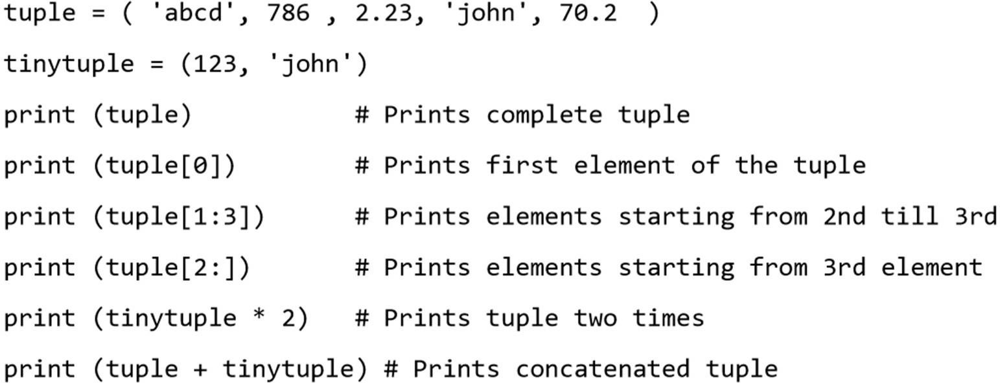 tuple = ( 'abcd', 786 , 2.23, 'john', 70.2  )
tinytuple = (123, 'john')
print (tuple)           # Prints complete tuple
print (tuple[0])        # Prints first element of the tuple
print (tuple[1:3])      # Prints elements starting from 2nd till 3rd
print (tuple[2:])       # Prints elements starting from 3rd element
print (tinytuple * 2)   # Prints tuple two times
print (tuple + tinytuple) # Prints concatenated tuple